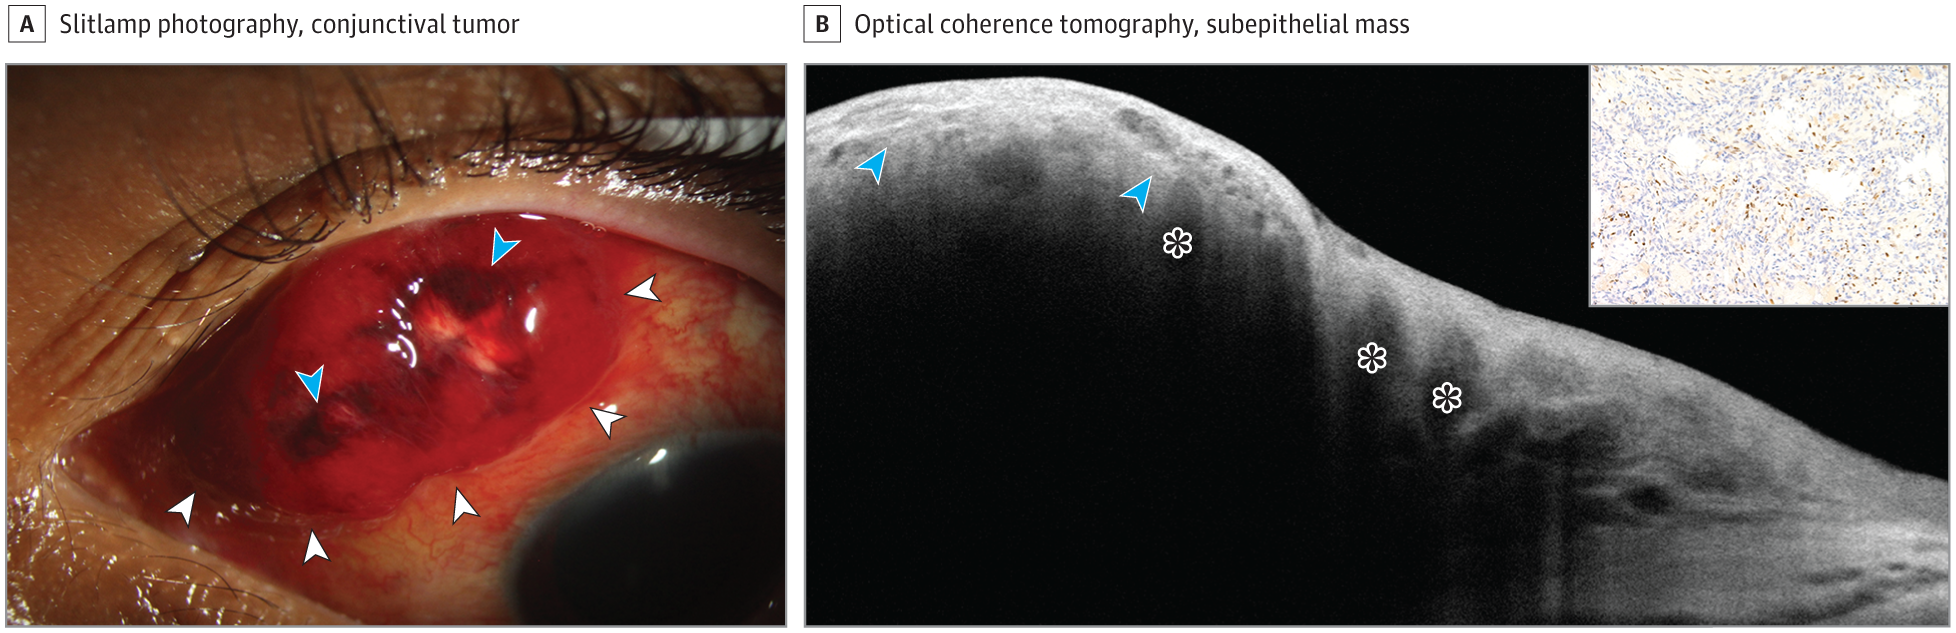 A Slitlamp photography, conjunctival tumor
B Optical coherence tomography, subepithelial mass